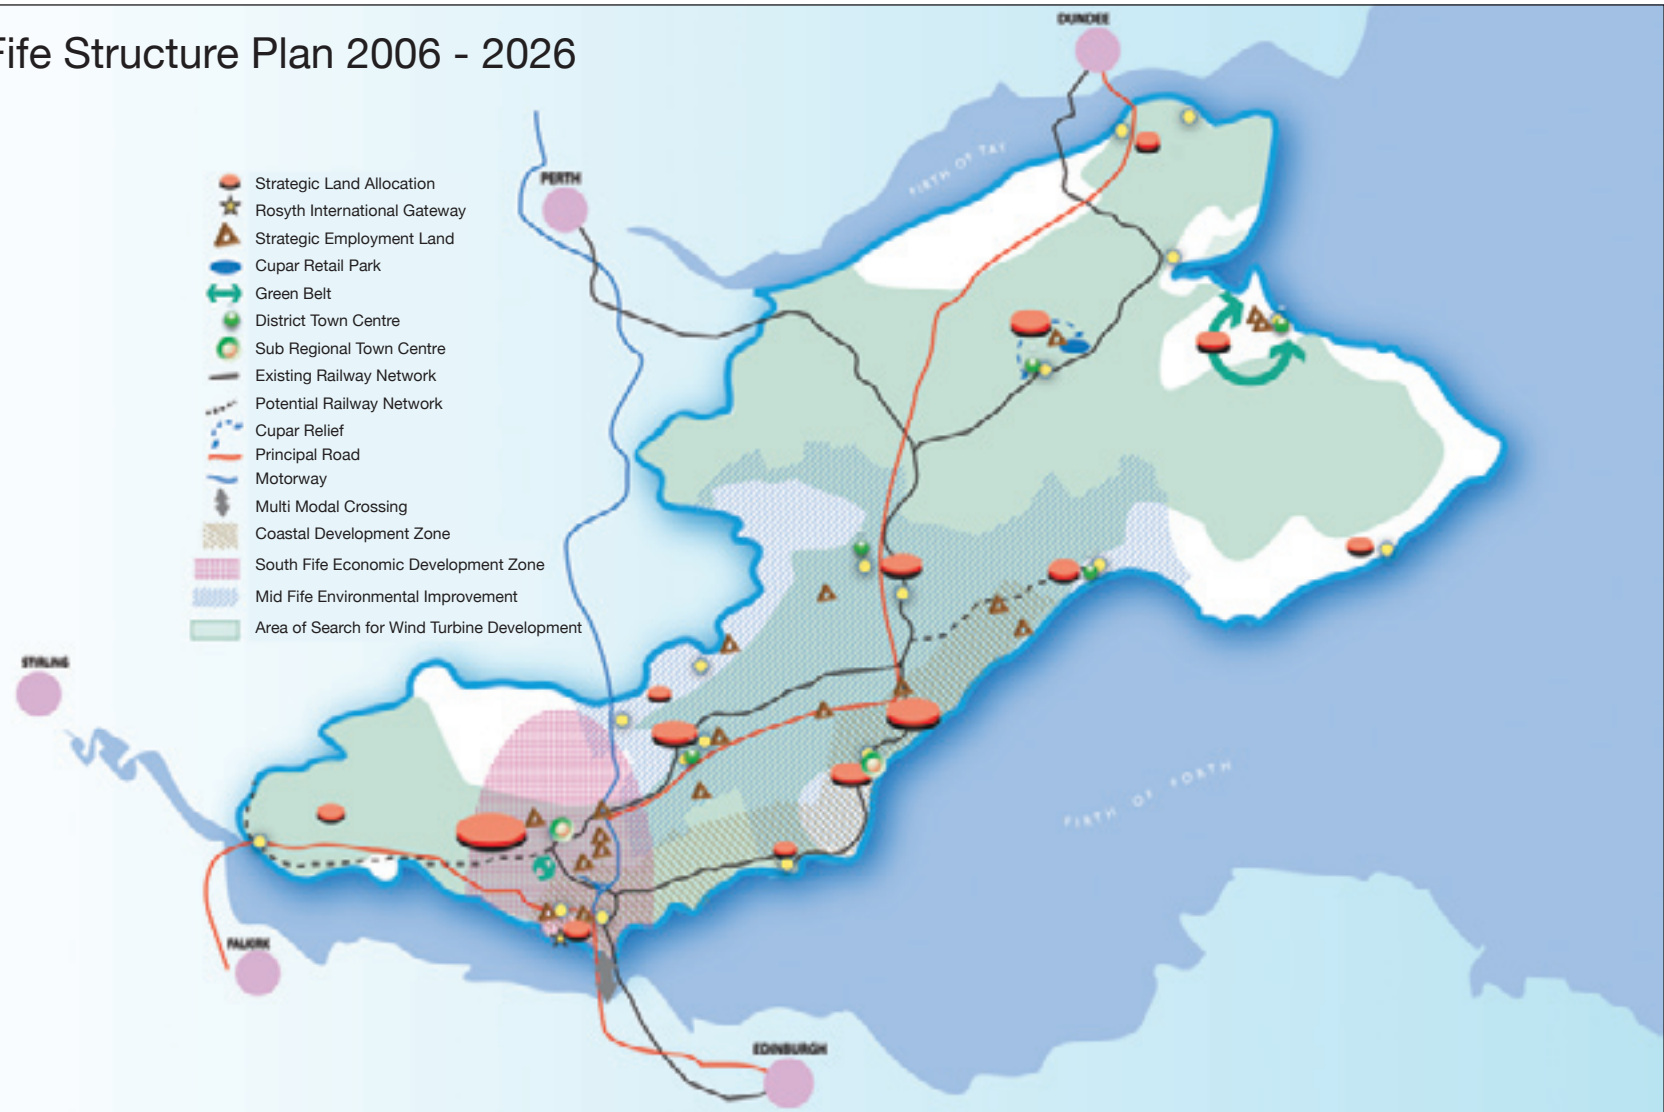 Fife Structure Plan 2006 - 2026
DUNDEE
FIRTH OF TAY
PERTH
Strategic Land Allocation
Rosyth International Gateway
Strategic Employment Land
Cupar Retail Park
Green Belt
District Town Centre
Sub Regional Town Centre
Existing Railway Network
Potential Railway Network
Cupar Relief
Principal Road
Motorway
Multi Modal Crossing
Coastal Development Zone
South Fife Economic Development Zone
Mid Fife Environmental Improvement
Area of Search for Wind Turbine Development
STIRLING
FIRTH OF FORTH
FALKIRK
EDINBURGH